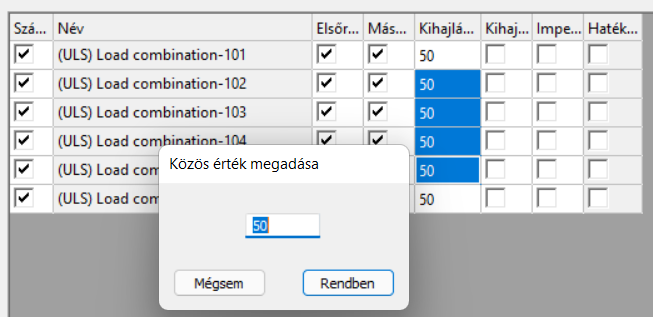 Szá... Név Elsőr... Más... Kihajlá... Kihaj... Impe... Haték...
(ULS) Load combination-101 50
(ULS) Load combination-102 50
(ULS) Load combination-103 50
(ULS) Load combination-104 50
(ULS) Load com 50
(ULS) Load com 50
Közös érték megadása
50
Mégsem Rendben